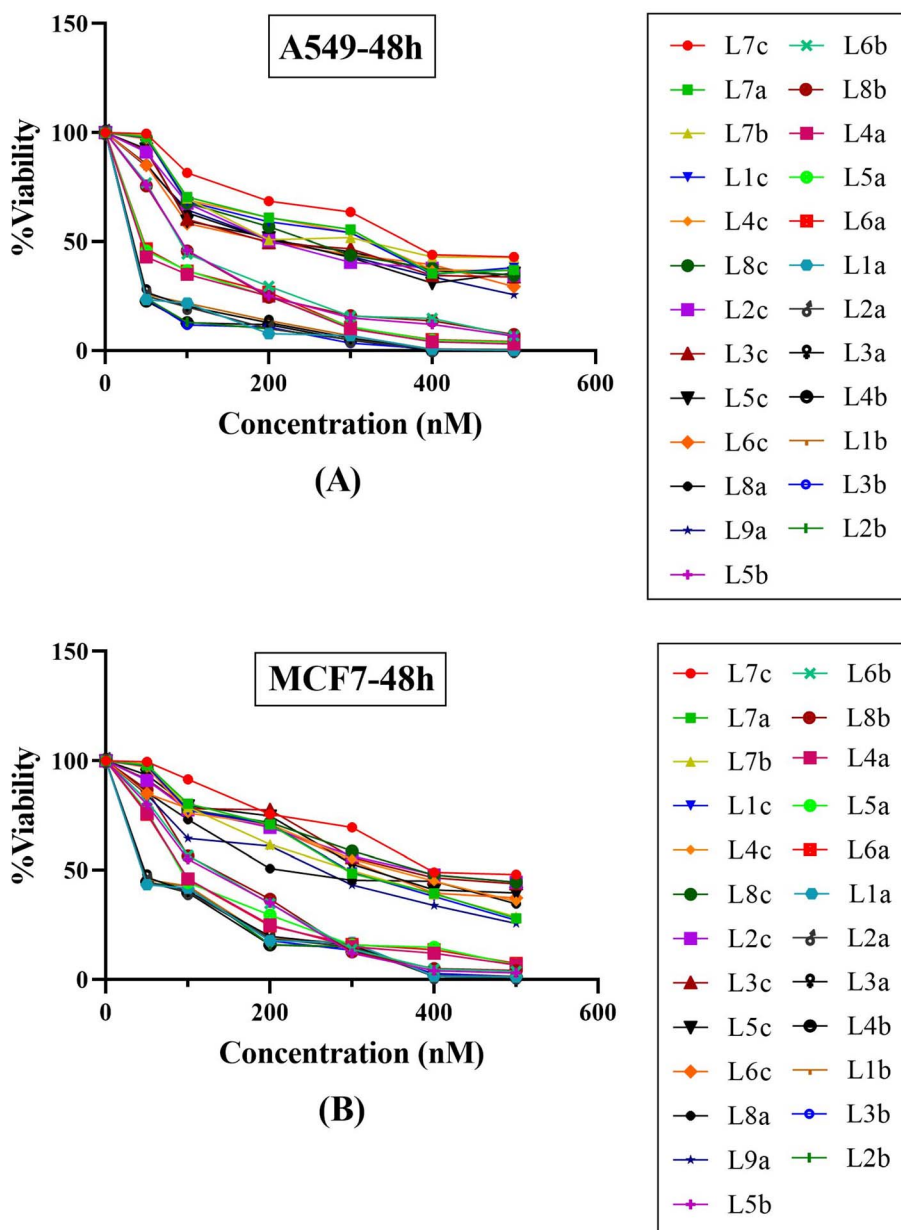 A549-48h
150
100
50
0
%Viability
0 200 400 600
Concentration (nM)
(A)
L7c L6b
L7a L8b
L7b L4a
L1c L5a
L4c L6a
L8c L1a
L2c L2a
L3c L3a
L5c L4b
L6c L1b
L8a L3b
L9a L2b
L5b
MCF7-48h
150
100
50
0
%Viability
0 200 400 600
Concentration (nM)
(B)
L7c L6b
L7a L8b
L7b L4a
L1c L5a
L4c L6a
L8c L1a
L2c L2a
L3c L3a
L5c L4b
L6c L1b
L8a L3b
L9a L2b
L5b